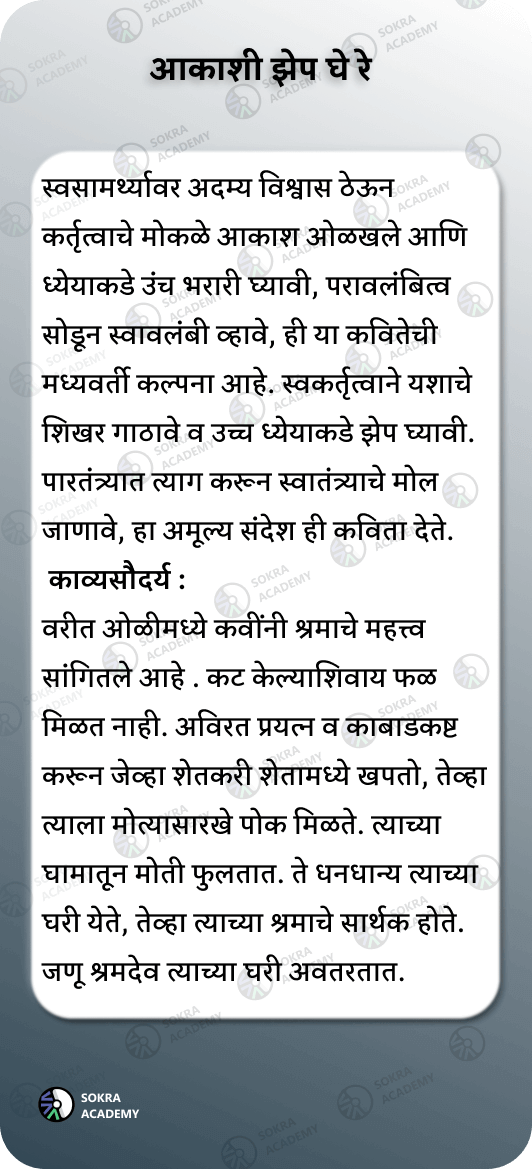 आकाशी झेप घे रे
स्वसामर्थ्यावर अदम्य विश्वास ठेऊन
कर्तृत्वाचे मोकळे आकाश ओळखले आणि
ध्येयाकडे उंच भरारी घ्यावी, परावलंबित्व
सोडून स्वावलंबी व्हावे, ही या कवितेची
मध्यवर्ती कल्पना आहे. स्वकर्तृत्वाने यशाचे
शिखर गाठावे व उच्च ध्येयाकडे झेप घ्यावी.
पारतंत्र्यात त्याग करून स्वातंत्र्याचे मोल
जाणावे, हा अमूल्य संदेश ही कविता देते.
काव्यसौदर्य :
वरीत ओळीमध्ये कवींनी श्रमाचे महत्त्व
सांगितले आहे . कट केल्याशिवाय फळ
मिळत नाही. अविरत प्रयत्न व काबाडकष्ट
करून जेव्हा शेतकरी शेतामध्ये खपतो, तेव्हा
त्याला मोत्यासारखे पोक मिळते. त्याच्या
घामातून मोती फुलतात. ते धनधान्य त्याच्या
घरी येते, तेव्हा त्याच्या श्रमाचे सार्थक होते.
जणू श्रमदेव त्याच्या घरी अवतरतात.
SOKRA
ACADEMY